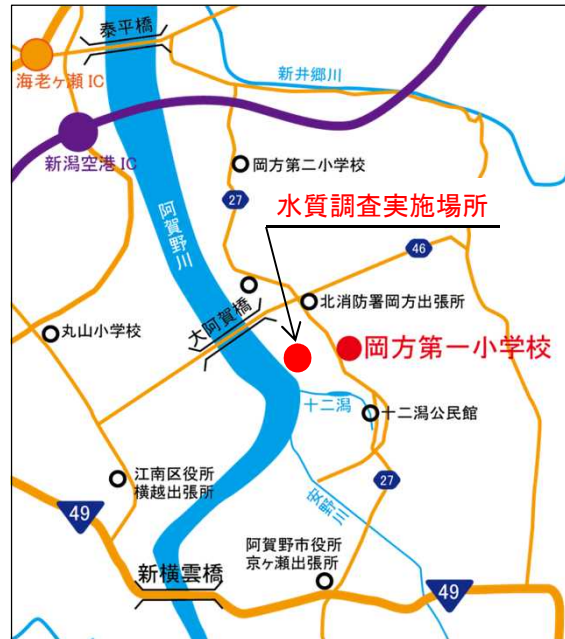 泰平橋
海老ヶ瀬IC
新井郷川
新潟空港IC
岡方第二小学校
27
水質調査実施場所
阿賀野川
46
北消防署岡方出張所
丸山小学校
大阿賀橋
岡方第一小学校
十二潟
十二潟公民館
江南区役所
横越出張所
27
49
安野川
阿賀野市役所
京ヶ瀬出張所
新横雲橋
49